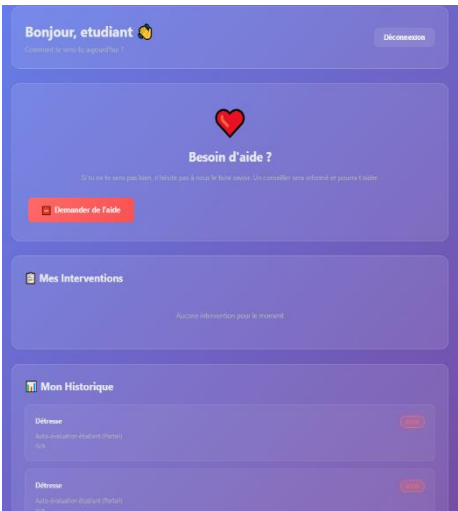 Bonjour, etudiant
Comment te sens-tu aujourd'hui ?
Déconnexion
Besoin d'aide ?
Si tu ne te sens pas bien, n'hésite pas à nous le faire savoir. Un conseiller sera informé et pourra t'aider.
Demander de l'aide
Mes Interventions
Aucune intervention pour le moment
Mon Historique
Détresse
Auto-évaluation étudiant (Portail)
N/A
Détresse
Auto-évaluation étudiant (Portail)